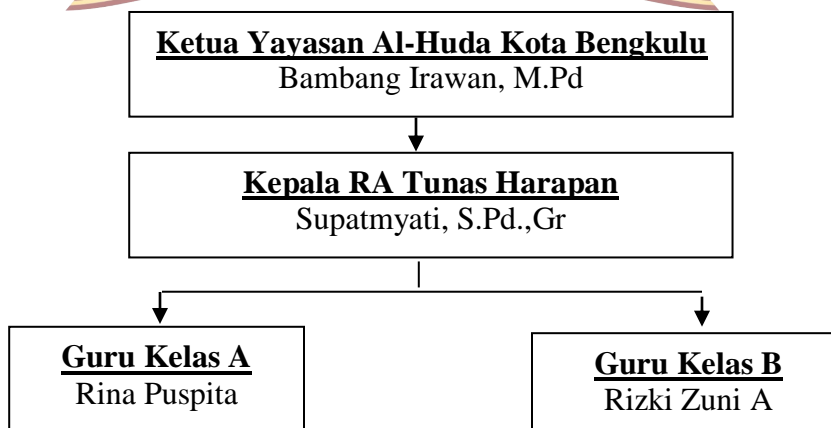 Ketua Yayasan Al-Huda Kota Bengkulu
Bambang Irawan, M.Pd
Kepala RA Tunas Harapan
Supatmyati, S.Pd.,Gr
Guru Kelas A
Rina Puspita
Guru Kelas B
Rizki Zuni A